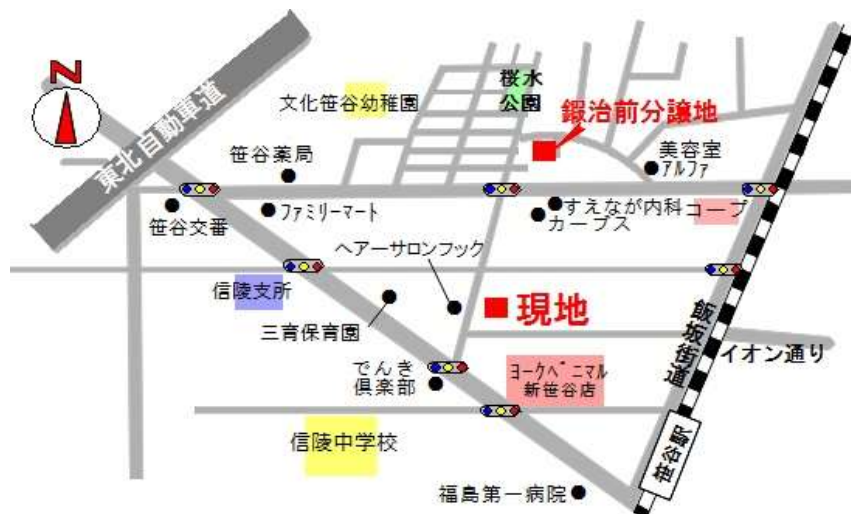 N
東北自動車道
文化笹谷幼稚園
桜水
公園
鍛治前分譲地
笹谷薬局
美容室
アルファ
笹谷交番
ファミリーマート
すえなが内科
カーブス
コープ
ヘアーサロンフック
信陵支所
三育保育園
現地
飯坂街道
イオン通り
でんき
倶楽部
ヨークベニマル
新笹谷店
信陵中学校
笹谷駅
福島第一病院